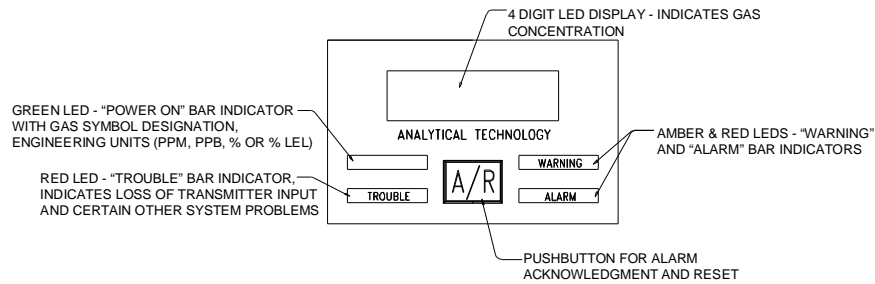 4 DIGIT LED DISPLAY - INDICATES GAS
CONCENTRATION
GREEN LED - “POWER ON” BAR INDICATOR
WITH GAS SYMBOL DESIGNATION,
ENGINEERING UNITS (PPM, PPB, % OR % LEL)
ANALYTICAL TECHNOLOGY
AMBER & RED LEDS - “WARNING”
AND “ALARM” BAR INDICATORS
WARNING
RED LED - “TROUBLE” BAR INDICATOR,
INDICATES LOSS OF TRANSMITTER INPUT
AND CERTAIN OTHER SYSTEM PROBLEMS
TROUBLE
A/R
ALARM
PUSHBUTTON FOR ALARM
ACKNOWLEDGMENT AND RESET